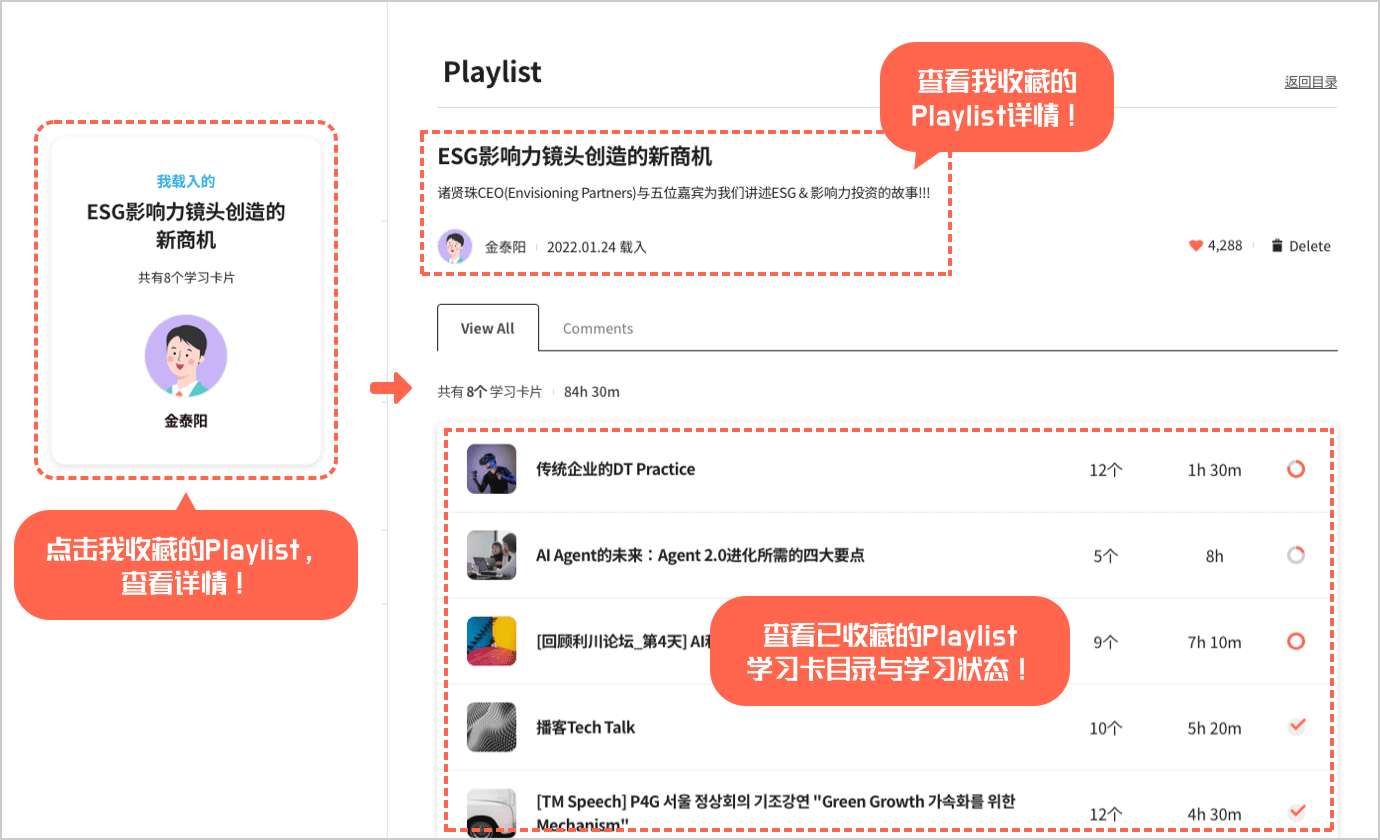 我载入的
ESG影响力镜头创造的
新商机
共有8个学习卡片
金泰阳
点击我收藏的Playlist，
查看详情！
Playlist
返回目录
查看我收藏的
Playlist详情！
ESG影响力镜头创造的新商机
诸贤珠CEO(Envisioning Partners)与五位嘉宾为我们讲述ESG & 影响力投资的故事!!!
金泰阳 2022.01.24 载入
4,288 Delete
View All Comments
共有 8个 学习卡片 84h 30m
传统企业的DT Practice 12个 1h 30m
AI Agent的未来：Agent 2.0进化所需的四大要点 5个 8h
[回顾利川论坛_第4天] 9个 7h 10m
查看已收藏的Playlist
学习卡目录与学习状态！
播客Tech Talk 10个 5h 20m
[TM Speech] P4G 서울 정상회의 기조강연 "Green Growth 가속화를 위한
Mechanism" 12个 4h 30m